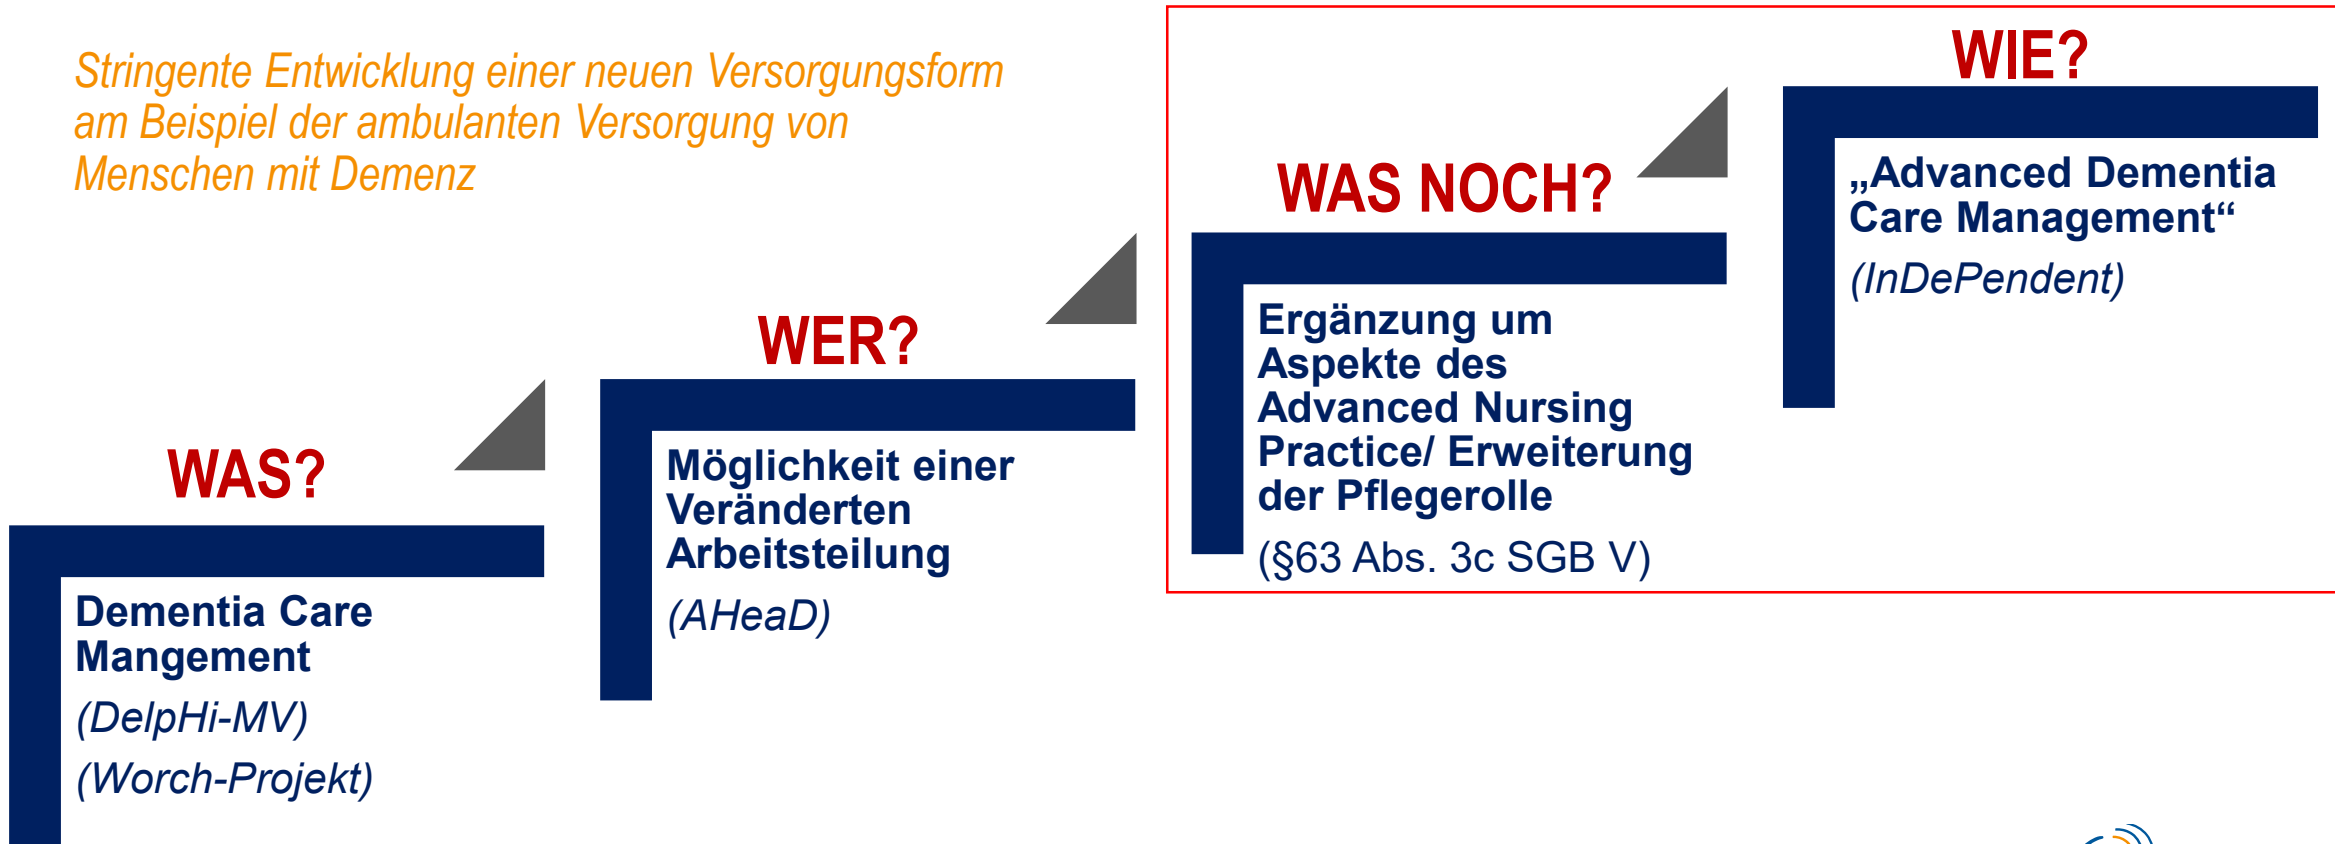 Stringente Entwicklung einer neuen Versorgungsform
am Beispiel der ambulanten Versorgung von
Menschen mit Demenz
WAS?
Dementia Care
Mangement
(DelpHi-MV)
(Worch-Projekt)
WER?
Möglichkeit einer
Veränderten
Arbeitsteilung
(AHeaD)
WAS NOCH?
Ergänzung um
Aspekte des
Advanced Nursing
Practice/ Erweiterung
der Pflegerolle
(§63 Abs. 3c SGB V)
WIE?
„Advanced Dementia
Care Management“
(InDePendent)